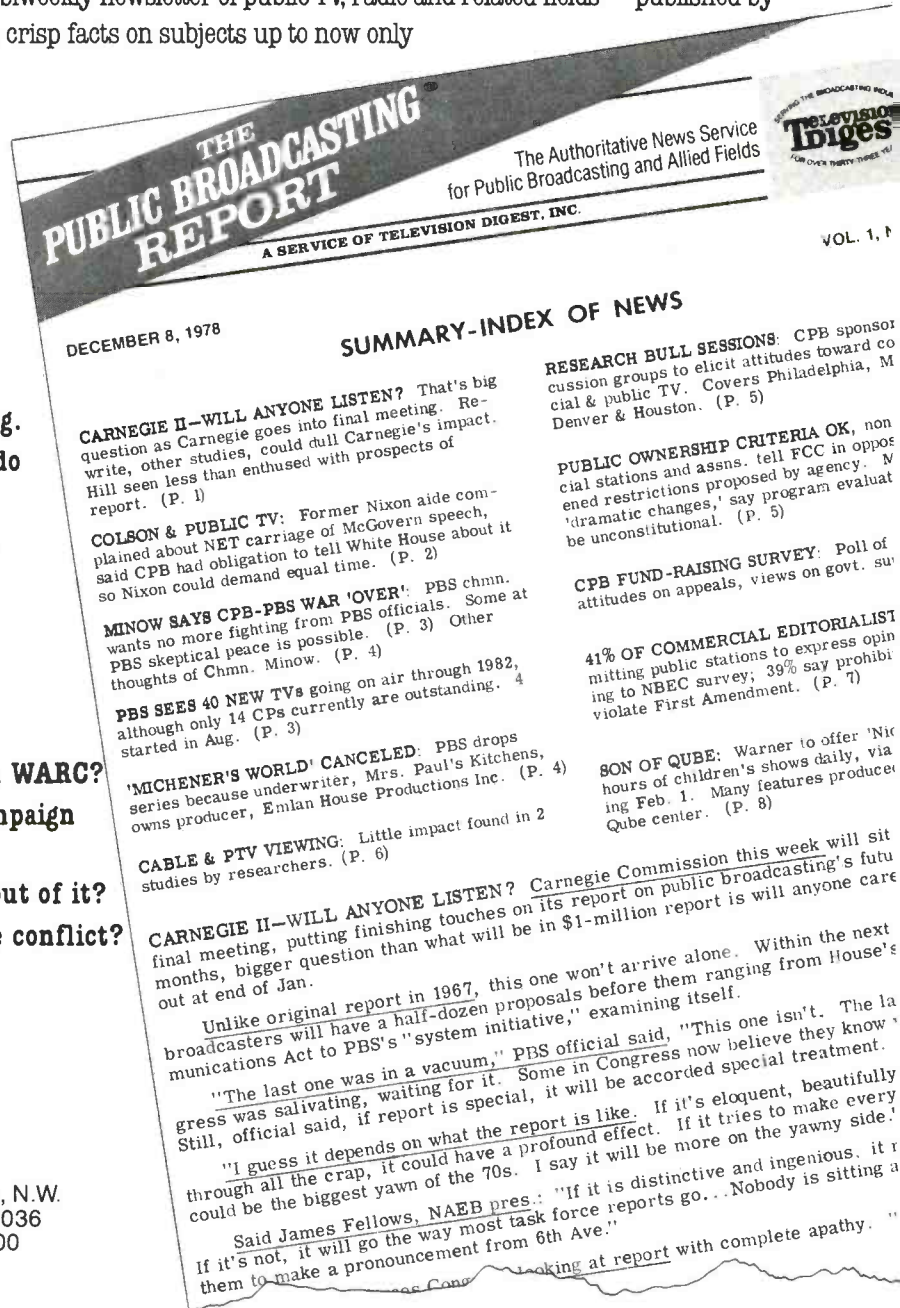 biweekly newsletter of public TV, radio and related fields — published by
crisp facts on subjects up to now only
g.
do
WARC?
paign
out of it?
conflict?
, N.W.
036
00
THE
PUBLIC BROADCASTING
REPORT
The Authoritative News Service
for Public Broadcasting and Allied Fields
A SERVICE OF TELEVISION DIGEST, INC.
SERVING THE BROADCASTING
TELEVISION
DIGES
FOR OVER THIRTY-THREE
VOL. 1,
DECEMBER 8, 1978
SUMMARY-INDEX OF NEWS
CARNEGIE II—WILL ANYONE LISTEN? That's big
question as Carnegie goes into final meeting. Re-
write, other studies, could dull Carnegie's impact.
Hill seen less than enthused with prospects of
report. (P. 1)
COLSON & PUBLIC TV: Former Nixon aide com-
plained about NET carriage of McGovern speech,
said CPB had obligation to tell White House about it
so Nixon could demand equal time. (P. 2)
MINOW SAYS CPB-PBS WAR 'OVER': PBS chmn.
wants no more fighting from PBS officials. Some at
PBS skeptical peace is possible. (P. 3) Other
thoughts of Chmn. Minow. (P. 4)
PBS SEES 40 NEW TVs going on air through 1982,
although only 14 CPs currently are outstanding. 4
started in Aug. (P. 3)
'MICHENER'S WORLD' CANCELED: PBS drops
series because underwriter, Mrs. Paul's Kitchens,
owns producer, Emlan House Productions Inc. (P. 4)
CABLE & PTV VIEWING: Little impact found in 2
studies by researchers. (P. 6)
RESEARCH BULL SESSIONS: CPB sponsor
cussion groups to elicit attitudes toward co
cial & public TV. Covers Philadelphia, M
Denver & Houston. (P. 5)
PUBLIC OWNERSHIP CRITERIA OK, non
cial stations and assns. tell FCC in oppos
ened restrictions proposed by agency. M
'dramatic changes,' say program evaluat
be unconstitutional. (P. 5)
CPB FUND-RAISING SURVEY: Poll of
attitudes on appeals, views on govt. su
41% OF COMMERCIAL EDITORIALIST
mitting public stations to express opin
ing to NBEC survey; 39% say prohibi
violate First Amendment. (P. 7)
SON OF QUBE: Warner to offer 'Nic
hours of children's shows daily, via
ing Feb. 1. Many features produce
Qube center. (P. 8)
CARNEGIE II—WILL ANYONE LISTEN? Carnegie Commission this week will sit
final meeting, putting finishing touches on its report on public broadcasting's futu
months, bigger question than what will be in $1-million report is will anyone care
out at end of Jan.
Unlike original report in 1967, this one won't arrive alone. Within the next
broadcasters will have a half-dozen proposals before them ranging from House's
munications Act to PBS's "system initiative," examining itself.
"The last one was in a vacuum," PBS official said, "This one isn't. The la
gress was salivating, waiting for it. Some in Congress now believe they know
Still, official said, if report is special, it will be accorded special treatment.
"I guess it depends on what the report is like. If it's eloquent, beautifully
through all the crap, it could have a profound effect. If it tries to make every
could be the biggest yawn of the 70s. I say it will be more on the yawny side.'
Said James Fellows, NAEB pres.: "If it is distinctive and ingenious, it r
If it's not, it will go the way most task force reports go...Nobody is sitting a
them to make a pronouncement from 6th Ave."
looking at report with complete apathy. "